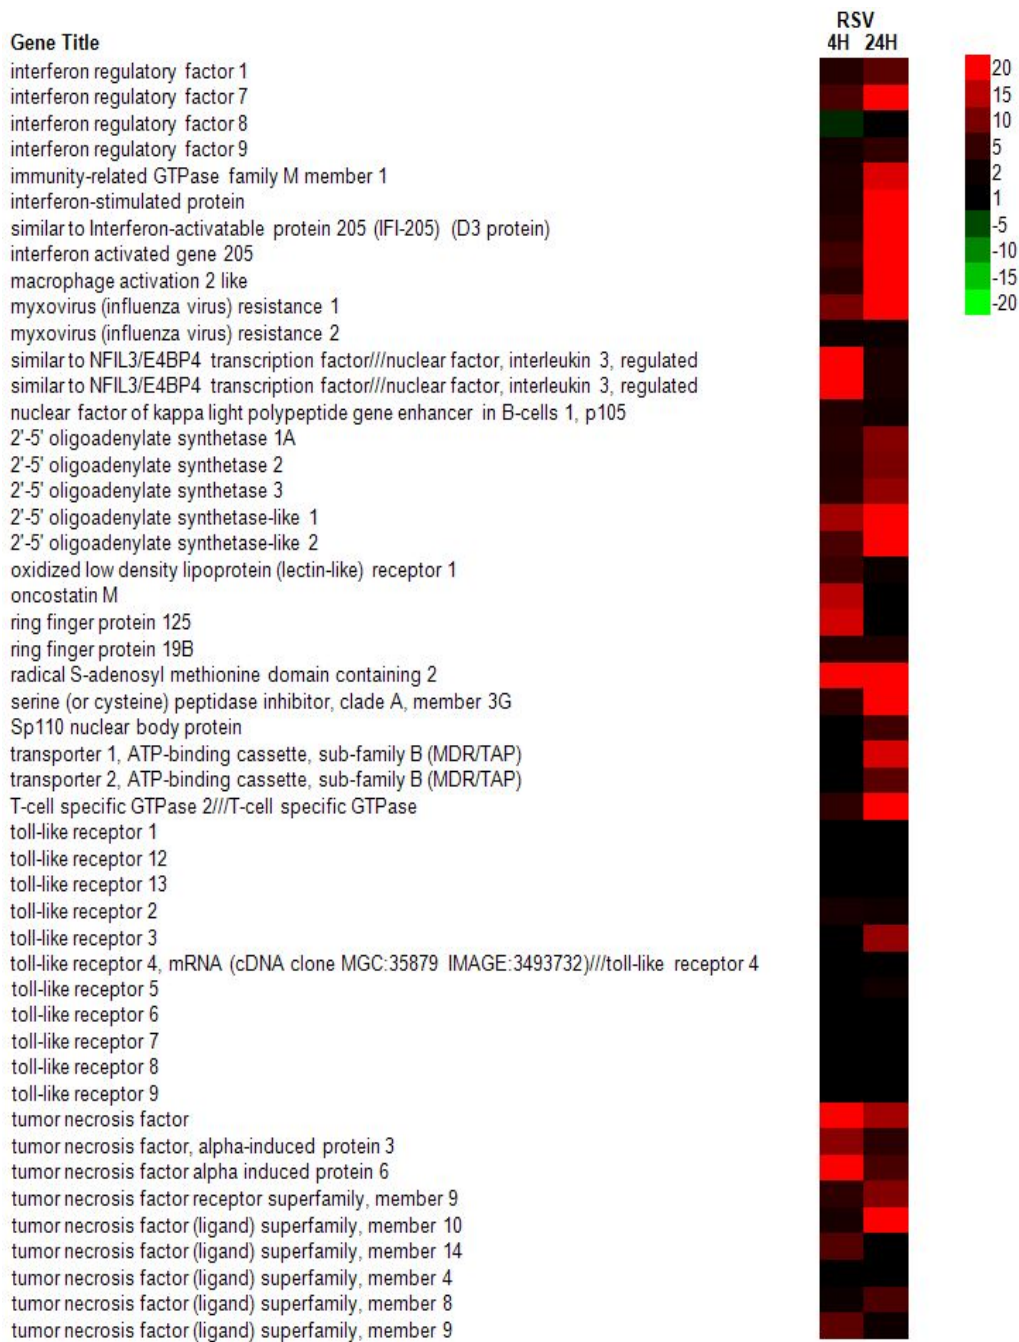 RSV
Gene Title 4H 24H
interferon regulatory factor 1
interferon regulatory factor 7
interferon regulatory factor 8
interferon regulatory factor 9
immunity-related GTPase family M member 1
interferon-stimulated protein
similar to Interferon-activatable protein 205 (IFI-205) (D3 protein)
interferon activated gene 205
macrophage activation 2 like
myxovirus (influenza virus) resistance 1
myxovirus (influenza virus) resistance 2
similar to NFIL3/E4BP4 transcription factor///nuclear factor, interleukin 3, regulated
similar to NFIL3/E4BP4 transcription factor///nuclear factor, interleukin 3, regulated
nuclear factor of kappa light polypeptide gene enhancer in B-cells 1, p105
2'-5' oligoadenylate synthetase 1A
2'-5' oligoadenylate synthetase 2
2'-5' oligoadenylate synthetase 3
2'-5' oligoadenylate synthetase-like 1
2'-5' oligoadenylate synthetase-like 2
oxidized low density lipoprotein (lectin-like) receptor 1
oncostatin M
ring finger protein 125
ring finger protein 19B
radical S-adenosyl methionine domain containing 2
serine (or cysteine) peptidase inhibitor, clade A, member 3G
Sp110 nuclear body protein
transporter 1, ATP-binding cassette, sub-family B (MDR/TAP)
transporter 2, ATP-binding cassette, sub-family B (MDR/TAP)
T-cell specific GTPase 2///T-cell specific GTPase
toll-like receptor 1
toll-like receptor 12
toll-like receptor 13
toll-like receptor 2
toll-like receptor 3
toll-like receptor 4, mRNA (cDNA clone MGC:35879 IMAGE:3493732)///toll-like receptor 4
toll-like receptor 5
toll-like receptor 6
toll-like receptor 7
toll-like receptor 8
toll-like receptor 9
tumor necrosis factor
tumor necrosis factor, alpha-induced protein 3
tumor necrosis factor alpha induced protein 6
tumor necrosis factor receptor superfamily, member 9
tumor necrosis factor (ligand) superfamily, member 10
tumor necrosis factor (ligand) superfamily, member 14
tumor necrosis factor (ligand) superfamily, member 4
tumor necrosis factor (ligand) superfamily, member 8
tumor necrosis factor (ligand) superfamily, member 9
20
15
10
5
2
1
-5
-10
-15
-20